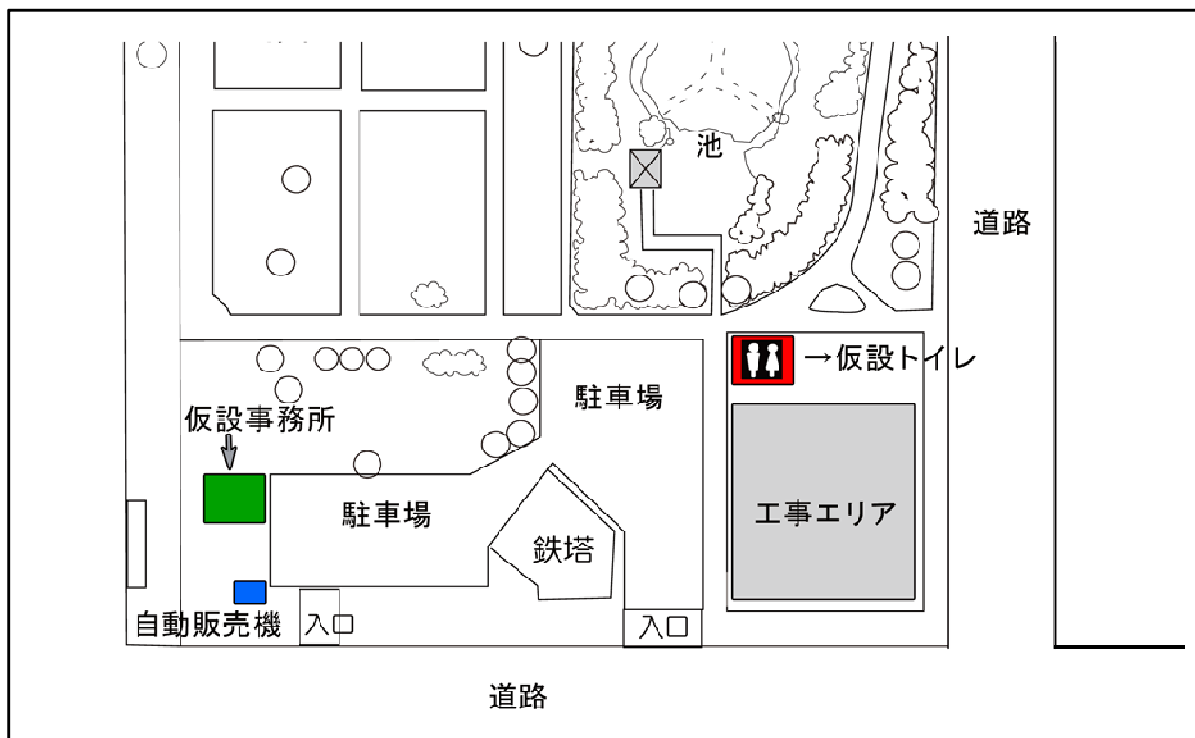 池
道路
→仮設トイレ
駐車場
仮設事務所
駐車場
工事エリア
鉄塔
自動販売機
入口
入口
道路